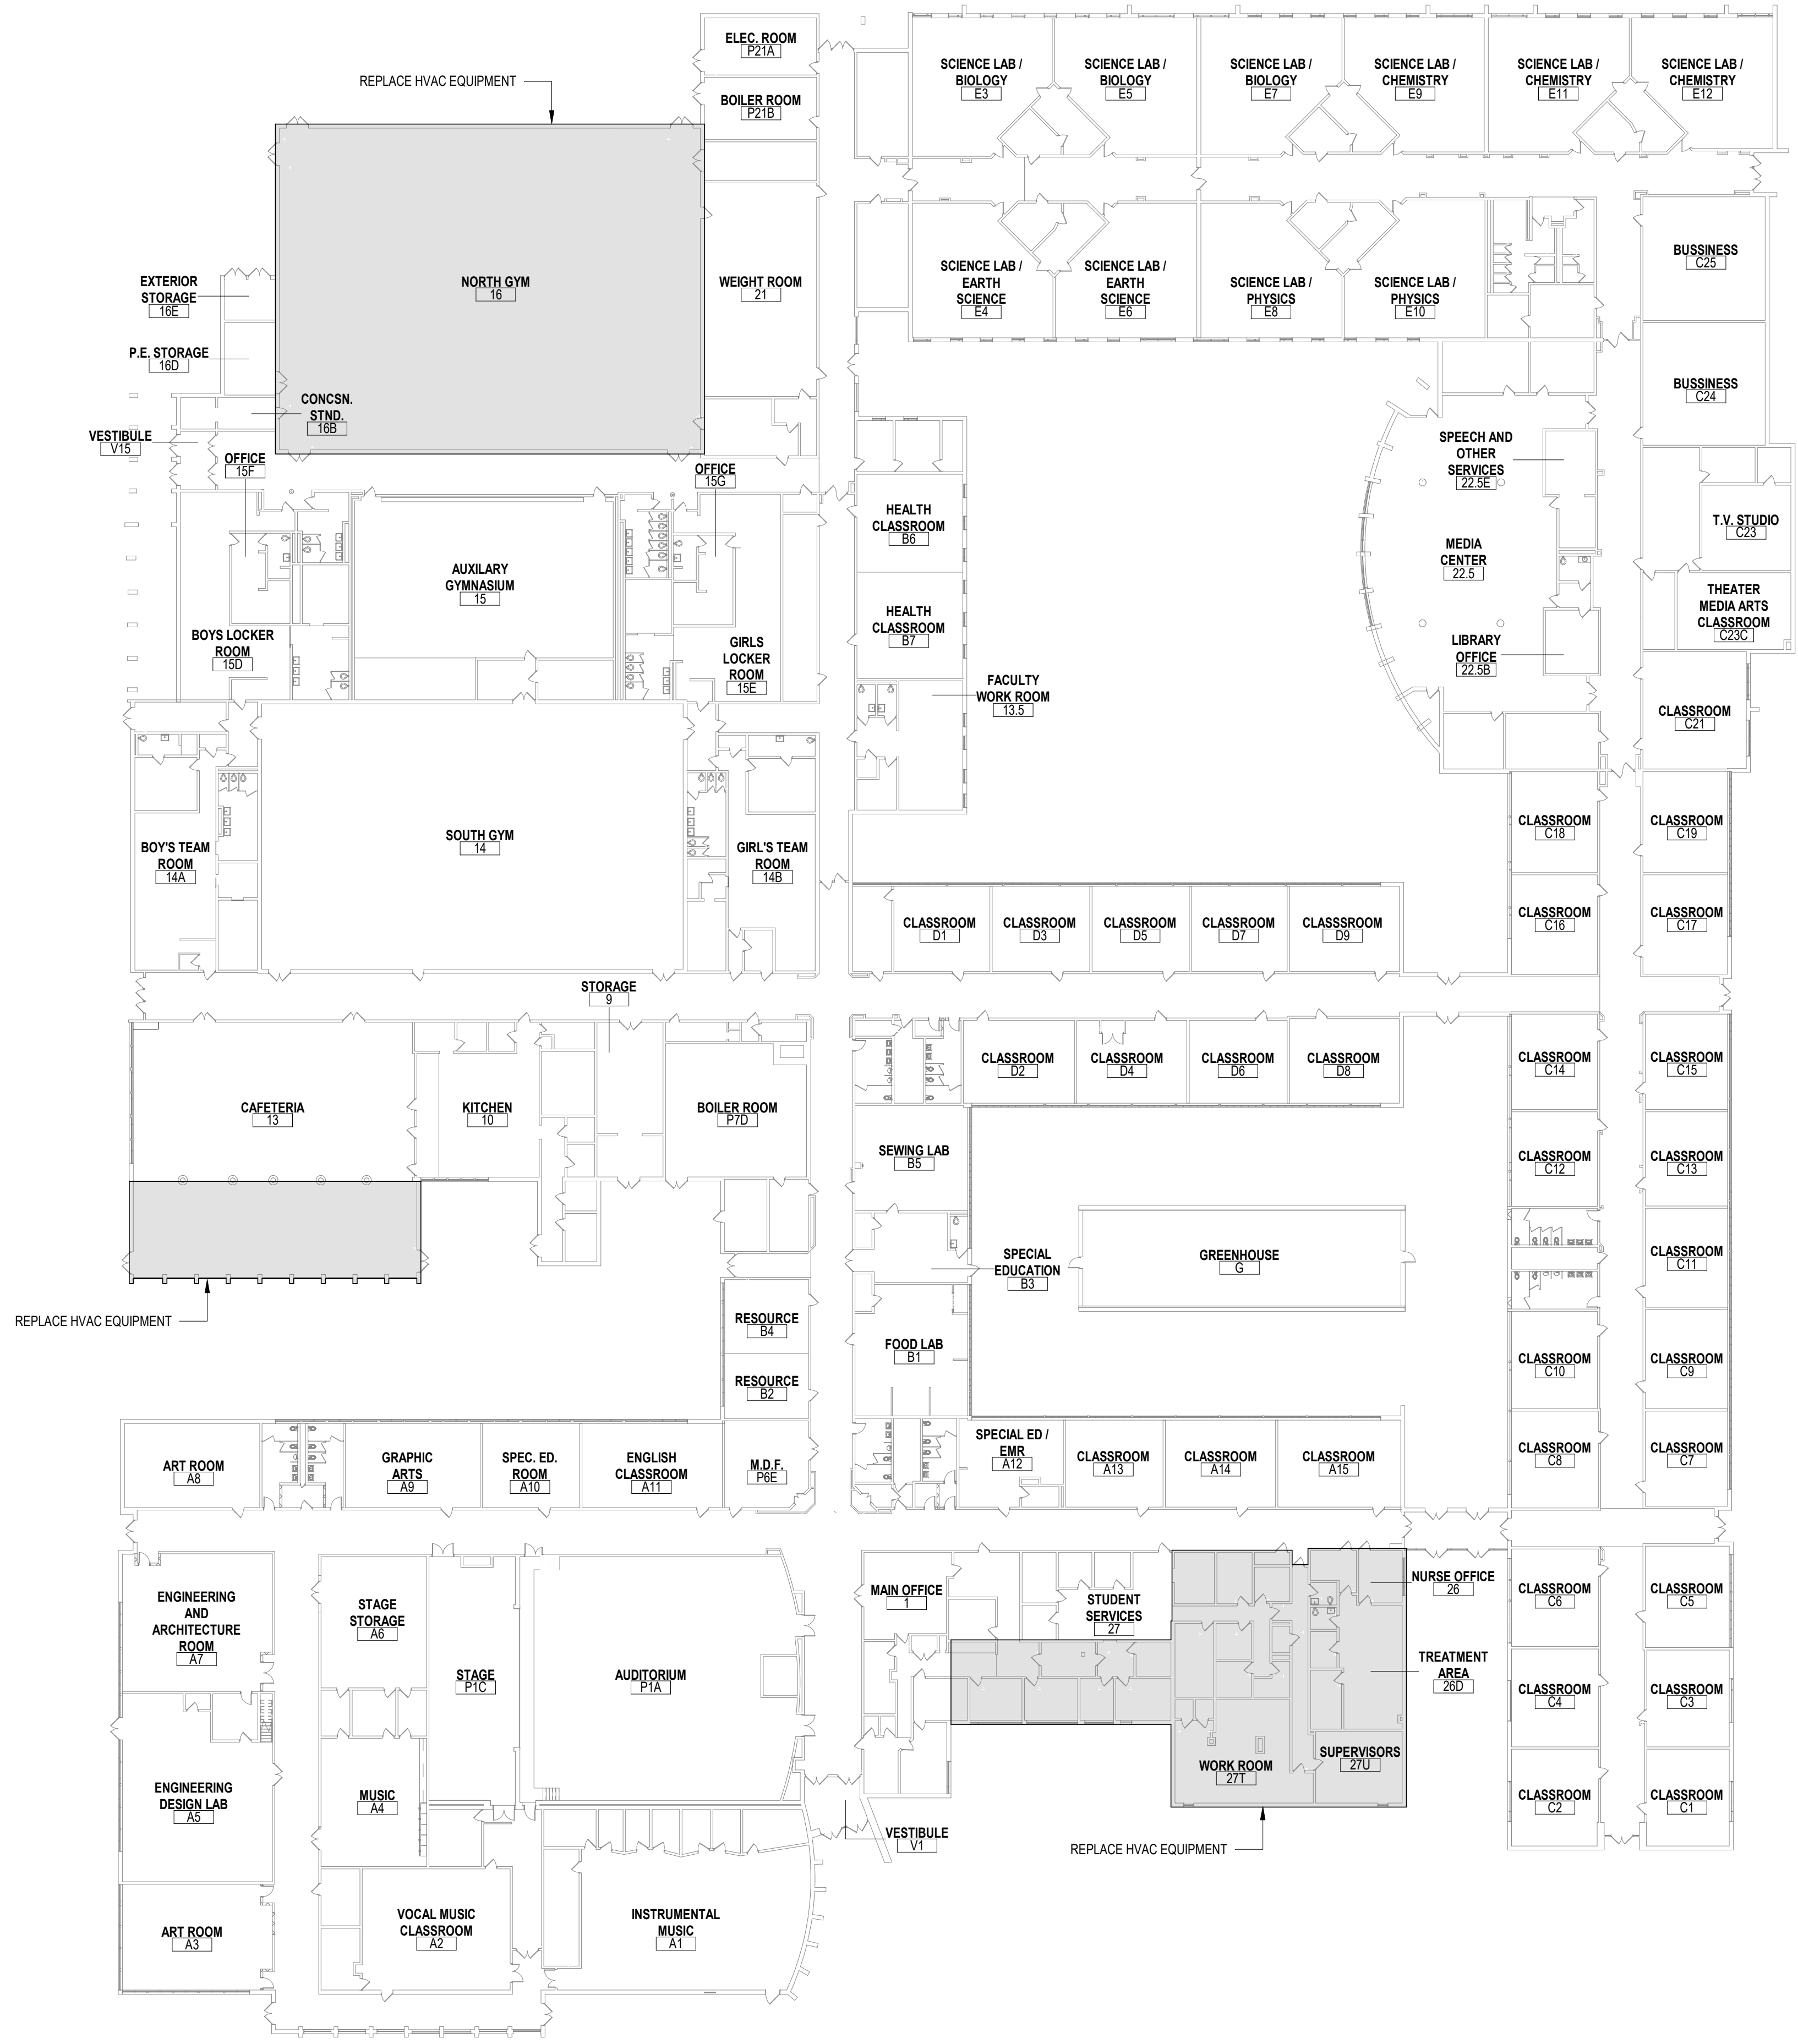 ELEC. ROOM
P21A
REPLACE HVAC EQUIPMENT
BOILER ROOM
P21B
SCIENCE LAB /
BIOLOGY
E3
SCIENCE LAB /
BIOLOGY
E5
SCIENCE LAB /
BIOLOGY
E7
SCIENCE LAB /
CHEMISTRY
E9
SCIENCE LAB /
CHEMISTRY
E11
SCIENCE LAB /
CHEMISTRY
E12
NORTH GYM
16
WEIGHT ROOM
21
EXTERIOR
STORAGE
16E
P.E. STORAGE
16D
CONCSN.
STND.
16B
VESTIBULE
V15
OFFICE
15F
OFFICE
15G
SCIENCE LAB /
EARTH
SCIENCE
E4
SCIENCE LAB /
EARTH
SCIENCE
E6
SCIENCE LAB /
PHYSICS
E8
SCIENCE LAB /
PHYSICS
E10
BUSSINESS
C25
BUSSINESS
C24
SPEECH AND
OTHER
SERVICES
22.5E
T.V. STUDIO
C23
MEDIA
CENTER
22.5
THEATER
MEDIA ARTS
CLASSROOM
C23C
LIBRARY
OFFICE
22.5B
CLASSROOM
C21
HEALTH
CLASSROOM
B6
HEALTH
CLASSROOM
B7
FACULTY
WORK ROOM
13.5
AUXILARY
GYMNASIUM
15
BOYS LOCKER
ROOM
15D
GIRLS
LOCKER
ROOM
15E
SOUTH GYM
14
BOY'S TEAM
ROOM
14A
GIRL'S TEAM
ROOM
14B
CLASSROOM
C18
CLASSROOM
C19
CLASSROOM
C16
CLASSROOM
C17
CLASSROOM
D1
CLASSROOM
D3
CLASSROOM
D5
CLASSROOM
D7
CLASSSROOM
D9
STORAGE
9
CAFETERIA
13
KITCHEN
10
BOILER ROOM
P7D
CLASSROOM
D2
CLASSROOM
D4
CLASSROOM
D6
CLASSROOM
D8
CLASSROOM
C14
CLASSROOM
C15
SEWING LAB
B5
CLASSROOM
C12
CLASSROOM
C13
SPECIAL
EDUCATION
B3
GREENHOUSE
G
CLASSROOM
C11
REPLACE HVAC EQUIPMENT
RESOURCE
B4
RESOURCE
B2
FOOD LAB
B1
CLASSROOM
C10
CLASSROOM
C9
ART ROOM
A8
GRAPHIC
ARTS
A9
SPEC. ED.
ROOM
A10
ENGLISH
CLASSROOM
A11
M.D.F.
P6E
SPECIAL ED /
EMR
A12
CLASSROOM
A13
CLASSROOM
A14
CLASSROOM
A15
CLASSROOM
C8
CLASSROOM
C7
ENGINEERING
AND
ARCHITECTURE
ROOM
A7
STAGE
STORAGE
A6
STAGE
P1C
AUDITORIUM
P1A
MAIN OFFICE
1
STUDENT
SERVICES
27
NURSE OFFICE
26
CLASSROOM
C6
CLASSROOM
C5
TREATMENT
AREA
26D
CLASSROOM
C4
CLASSROOM
C3
ENGINEERING
DESIGN LAB
A5
MUSIC
A4
WORK ROOM
27T
SUPERVISORS
27U
CLASSROOM
C2
CLASSROOM
C1
VESTIBULE
V1
REPLACE HVAC EQUIPMENT
ART ROOM
A3
VOCAL MUSIC
CLASSROOM
A2
INSTRUMENTAL
MUSIC
A1